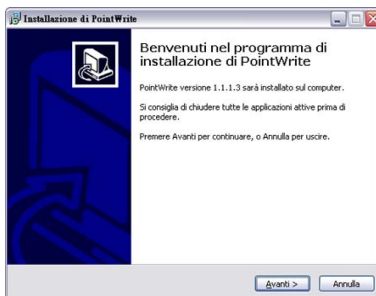 Installazione di PointWrite
Benvenuti nel programma di
installazione di PointWrite
PointWrite versione 1.1.1.3 sarà installato sul computer.
Si consiglia di chiudere tutte le applicazioni attive prima di
procedere.
Premere Avanti per continuare, o Annulla per uscire.
Avanti >
Annulla